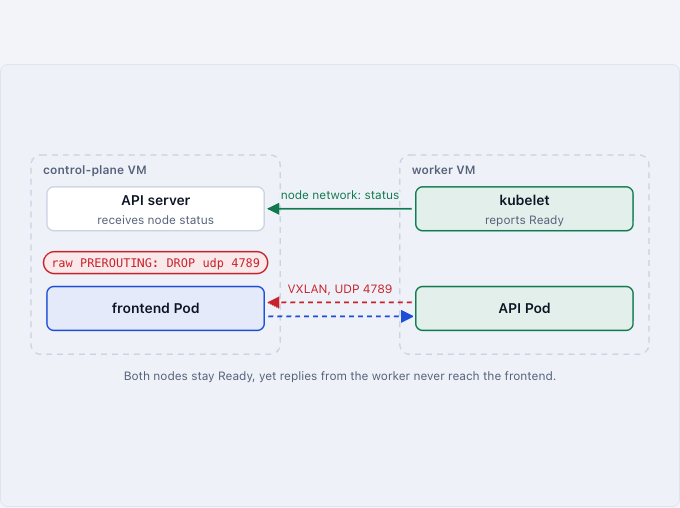 control-plane VM
worker VM
API server
receives node status
node network: status
kubelet
reports Ready
raw PREROUTING: DROP udp 4789
VXLAN, UDP 4789
frontend Pod
API Pod
Both nodes stay Ready, yet replies from the worker never reach the frontend.